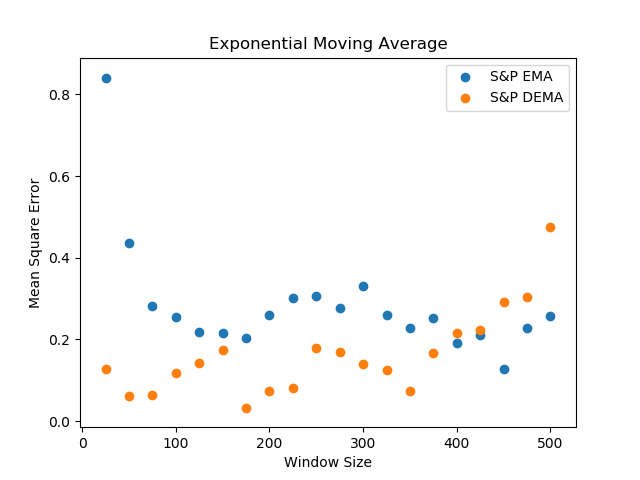 Exponential Moving Average
S&P EMA
S&P DEMA
Mean Square Error
0.8
0.6
0.4
0.2
0.0
0 100 200 300 400 500
Window Size